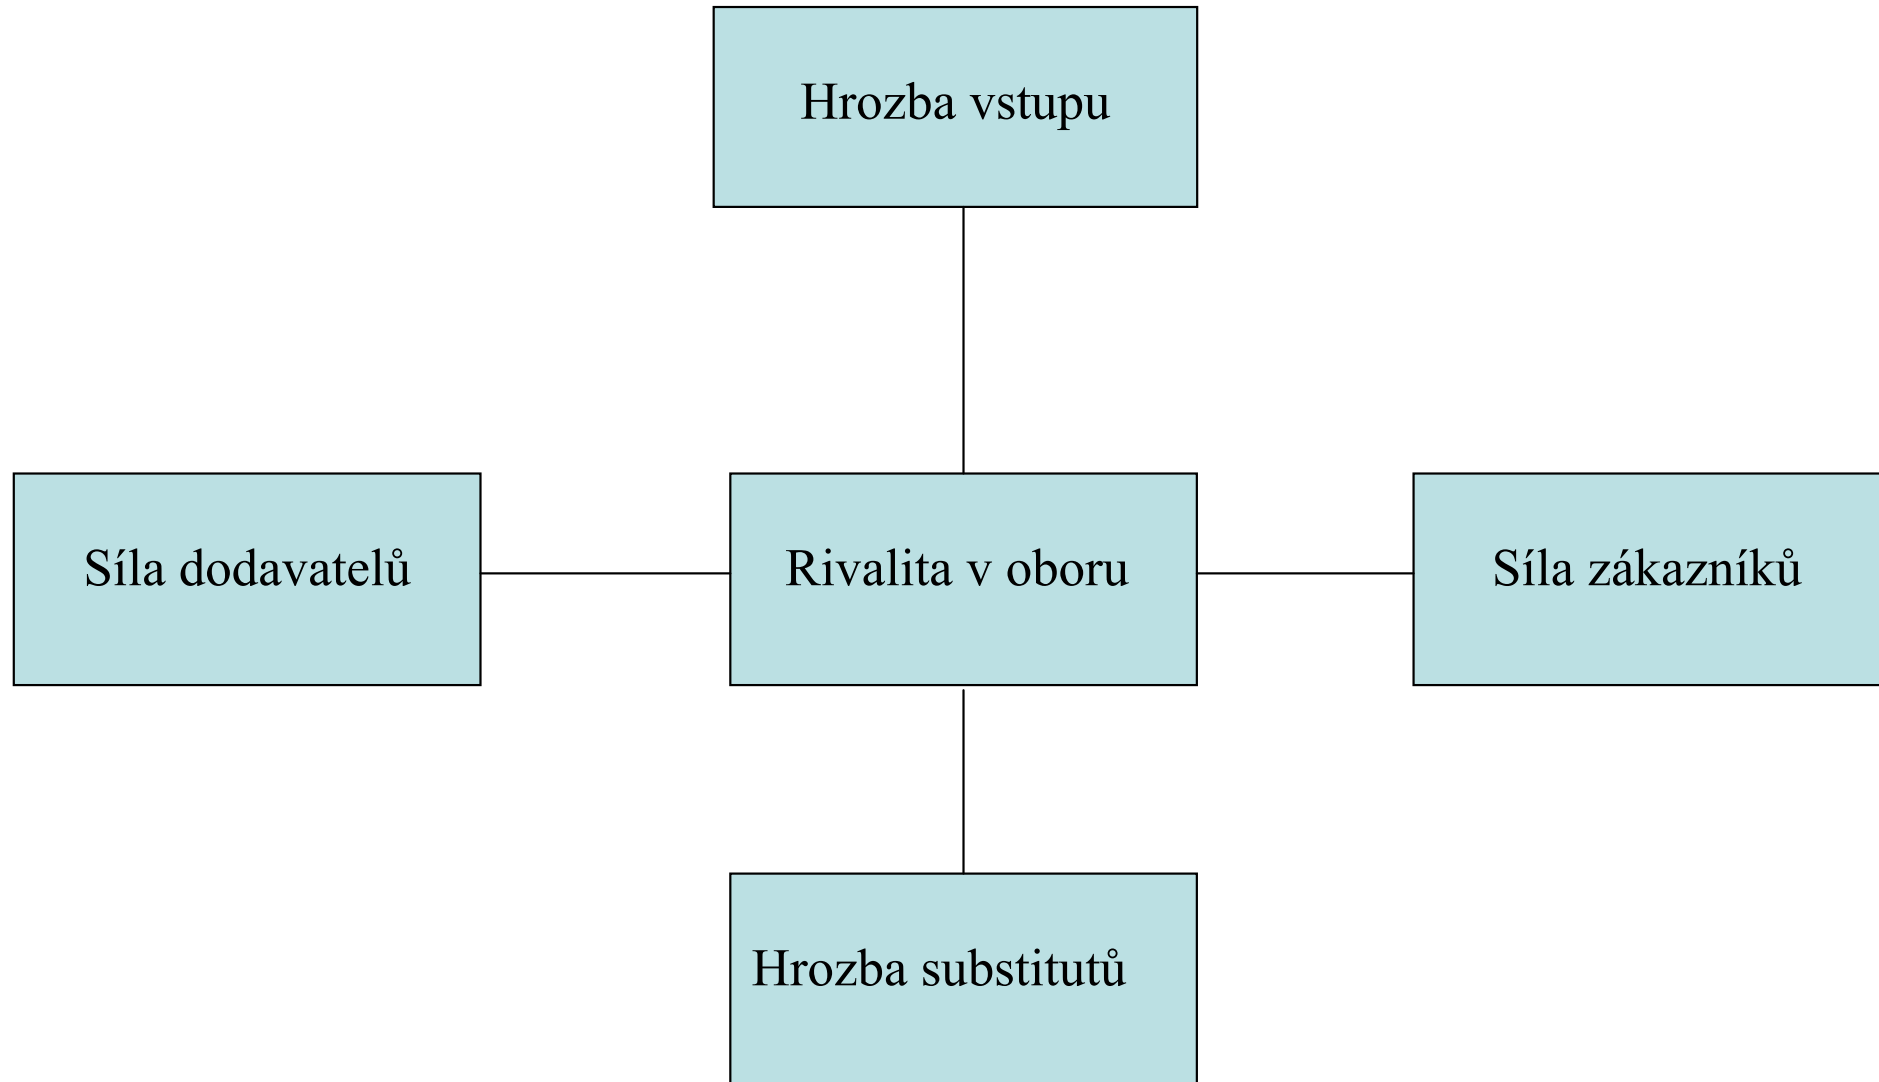 Hrozba vstupu
Síla dodavatelů
Rivalita v oboru
Síla zákazníků
Hrozba substitutů